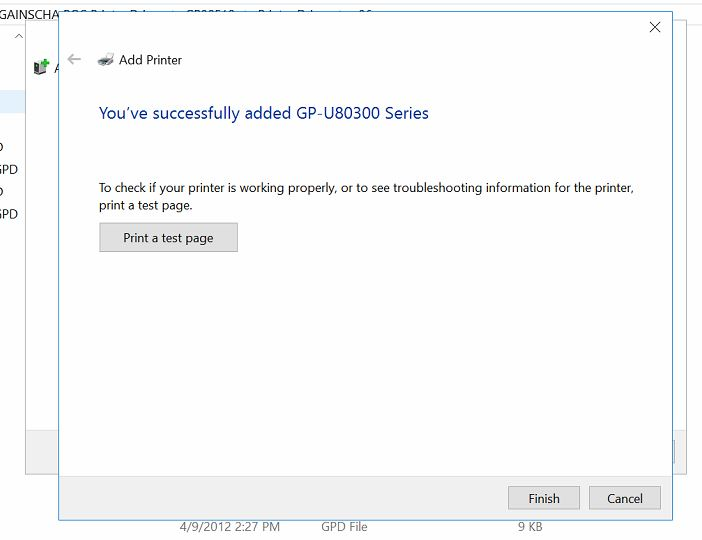 GAINSCHA
Add Printer
You've successfully added GP-U80300 Series
To check if your printer is working properly, or to see troubleshooting information for the printer,
print a test page.
Print a test page
GPD
GPD
Finish
Cancel
4/9/2012 2:27 PM GPD File 9 KB